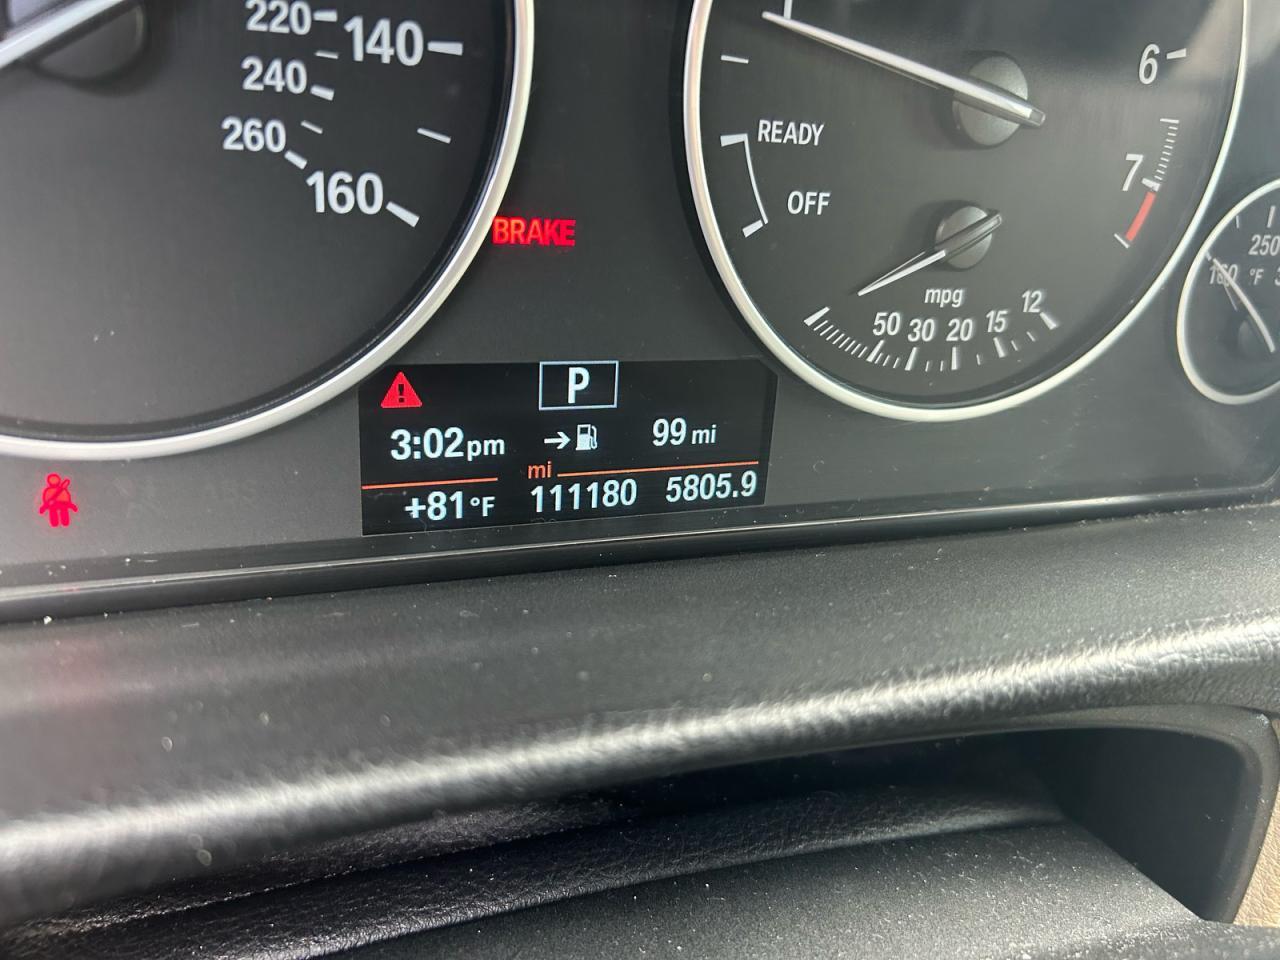 220 140
240
260
160
BRAKE
READY
OFF
6
7
mpg
50 30 20 15 12
250
°F
P
3:02pm 99 mi
mi
+81°F 111180 5805.9